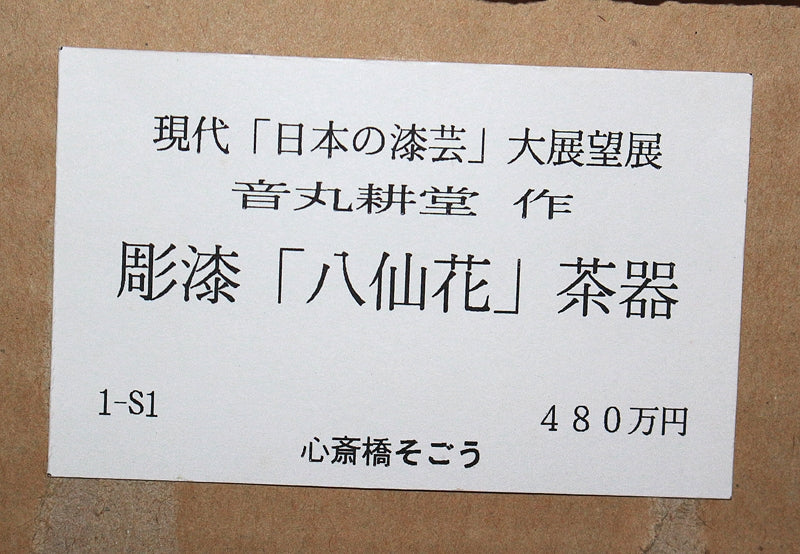 現代「日本の漆芸」大展望展
音丸耕堂 作
彫漆「八仙花」茶器
1-S1
480万円
心斎橋そごう